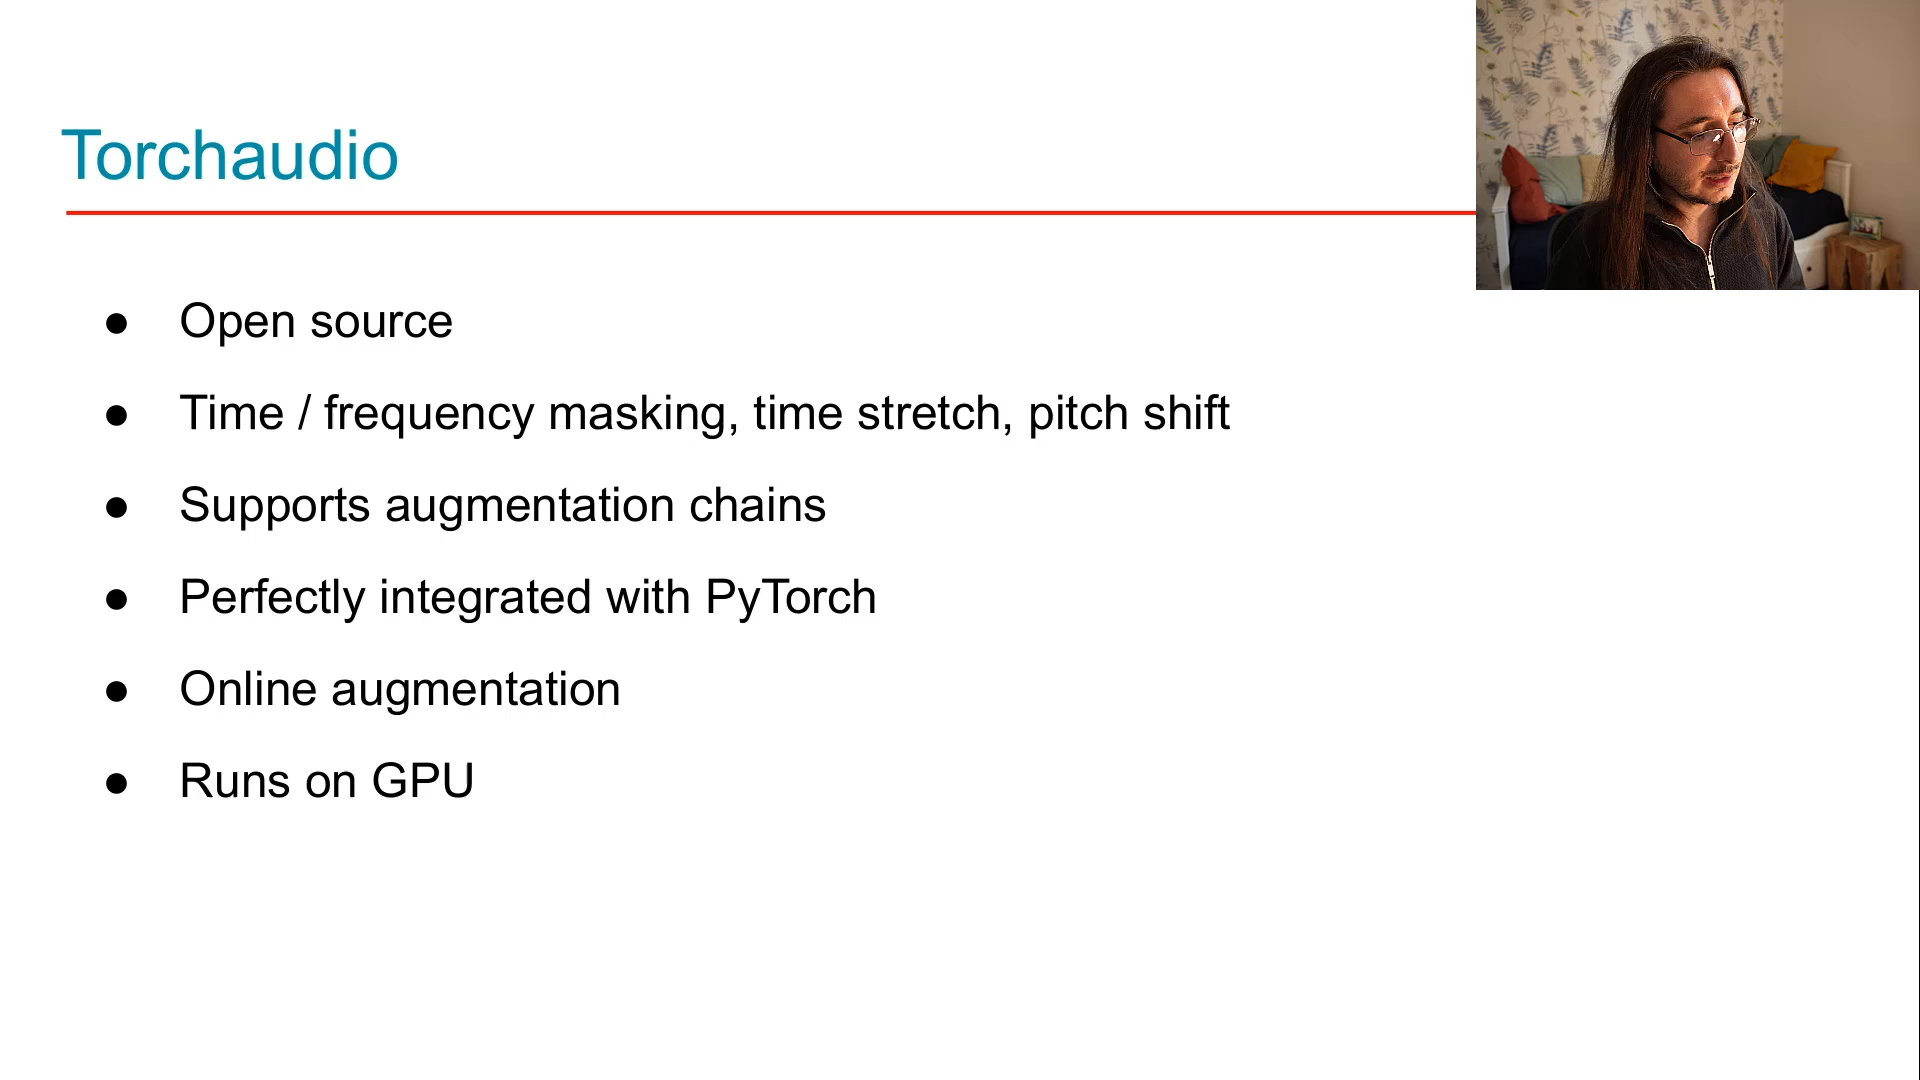 Torchaudio
● Open source
● Time / frequency masking, time stretch, pitch shift
● Supports augmentation chains
● Perfectly integrated with PyTorch
● Online augmentation
● Runs on GPU